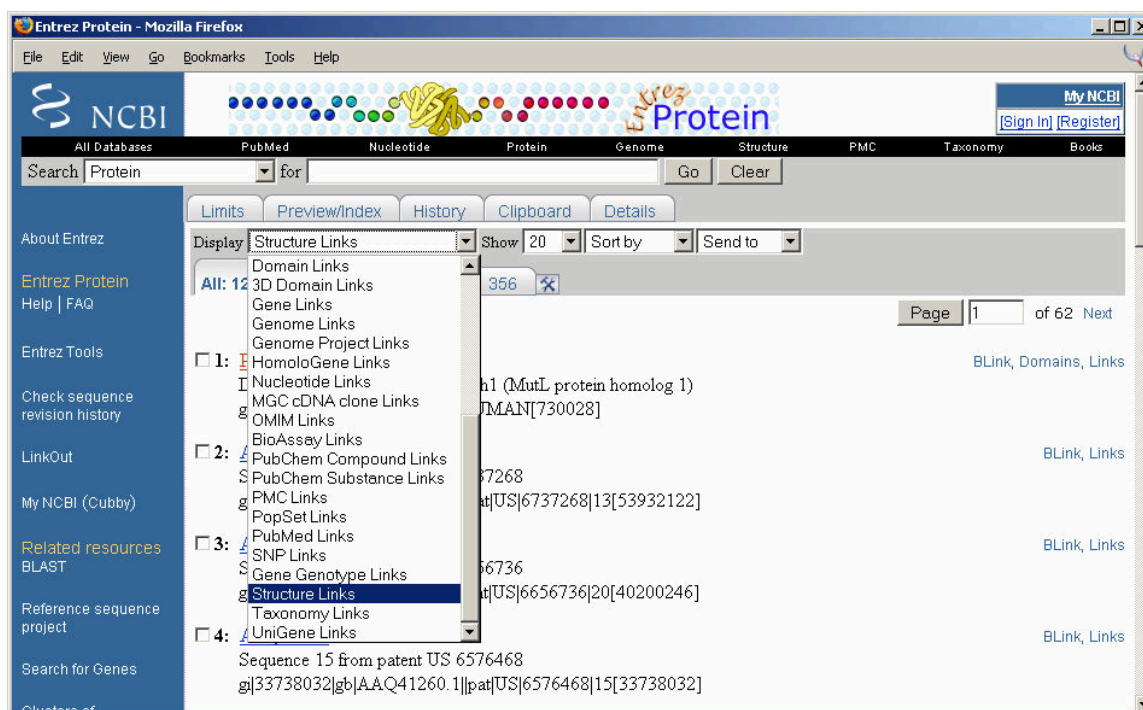 Entrez Protein - Mozilla Firefox
File Edit View Go Bookmarks Tools Help
NCBI
Entrez Protein
My NCBI
[Sign In] [Register]
All Databases PubMed Nucleotide Protein Genome Structure PMC Taxonomy Books
Search Protein for Go Clear
Limits Preview/Index History Clipboard Details
About Entrez
Display Structure Links Show 20 Sort by Send to
All: 12 356
Entrez Protein
Help | FAQ
Page 1 of 62 Next
Entrez Tools
Check sequence
revision history
LinkOut
My NCBI (Cubby)
Related resources
BLAST
Reference sequence
project
Search for Genes
Clusters of
Domain Links
3D Domain Links
Gene Links
Genome Links
Genome Project Links
HomoloGene Links
Nucleotide Links
MGC cDNA clone Links
OMIM Links
BioAssay Links
PubChem Compound Links
PubChem Substance Links
PMC Links
PopSet Links
PubMed Links
SNP Links
Gene Genotype Links
Structure Links
Taxonomy Links
UniGene Links
1: BLink, Domains, Links
h1 (MutL protein homolog 1)
UMAN[730028]
2: BLink, Links
37268
at|US|6737268|13[53932122]
3: BLink, Links
56736
at|US|6656736|20[40200246]
4: BLink, Links
Sequence 15 from patent US 6576468
gi|33738032|gb|AAQ41260.1||pat|US|6576468|15[33738032]